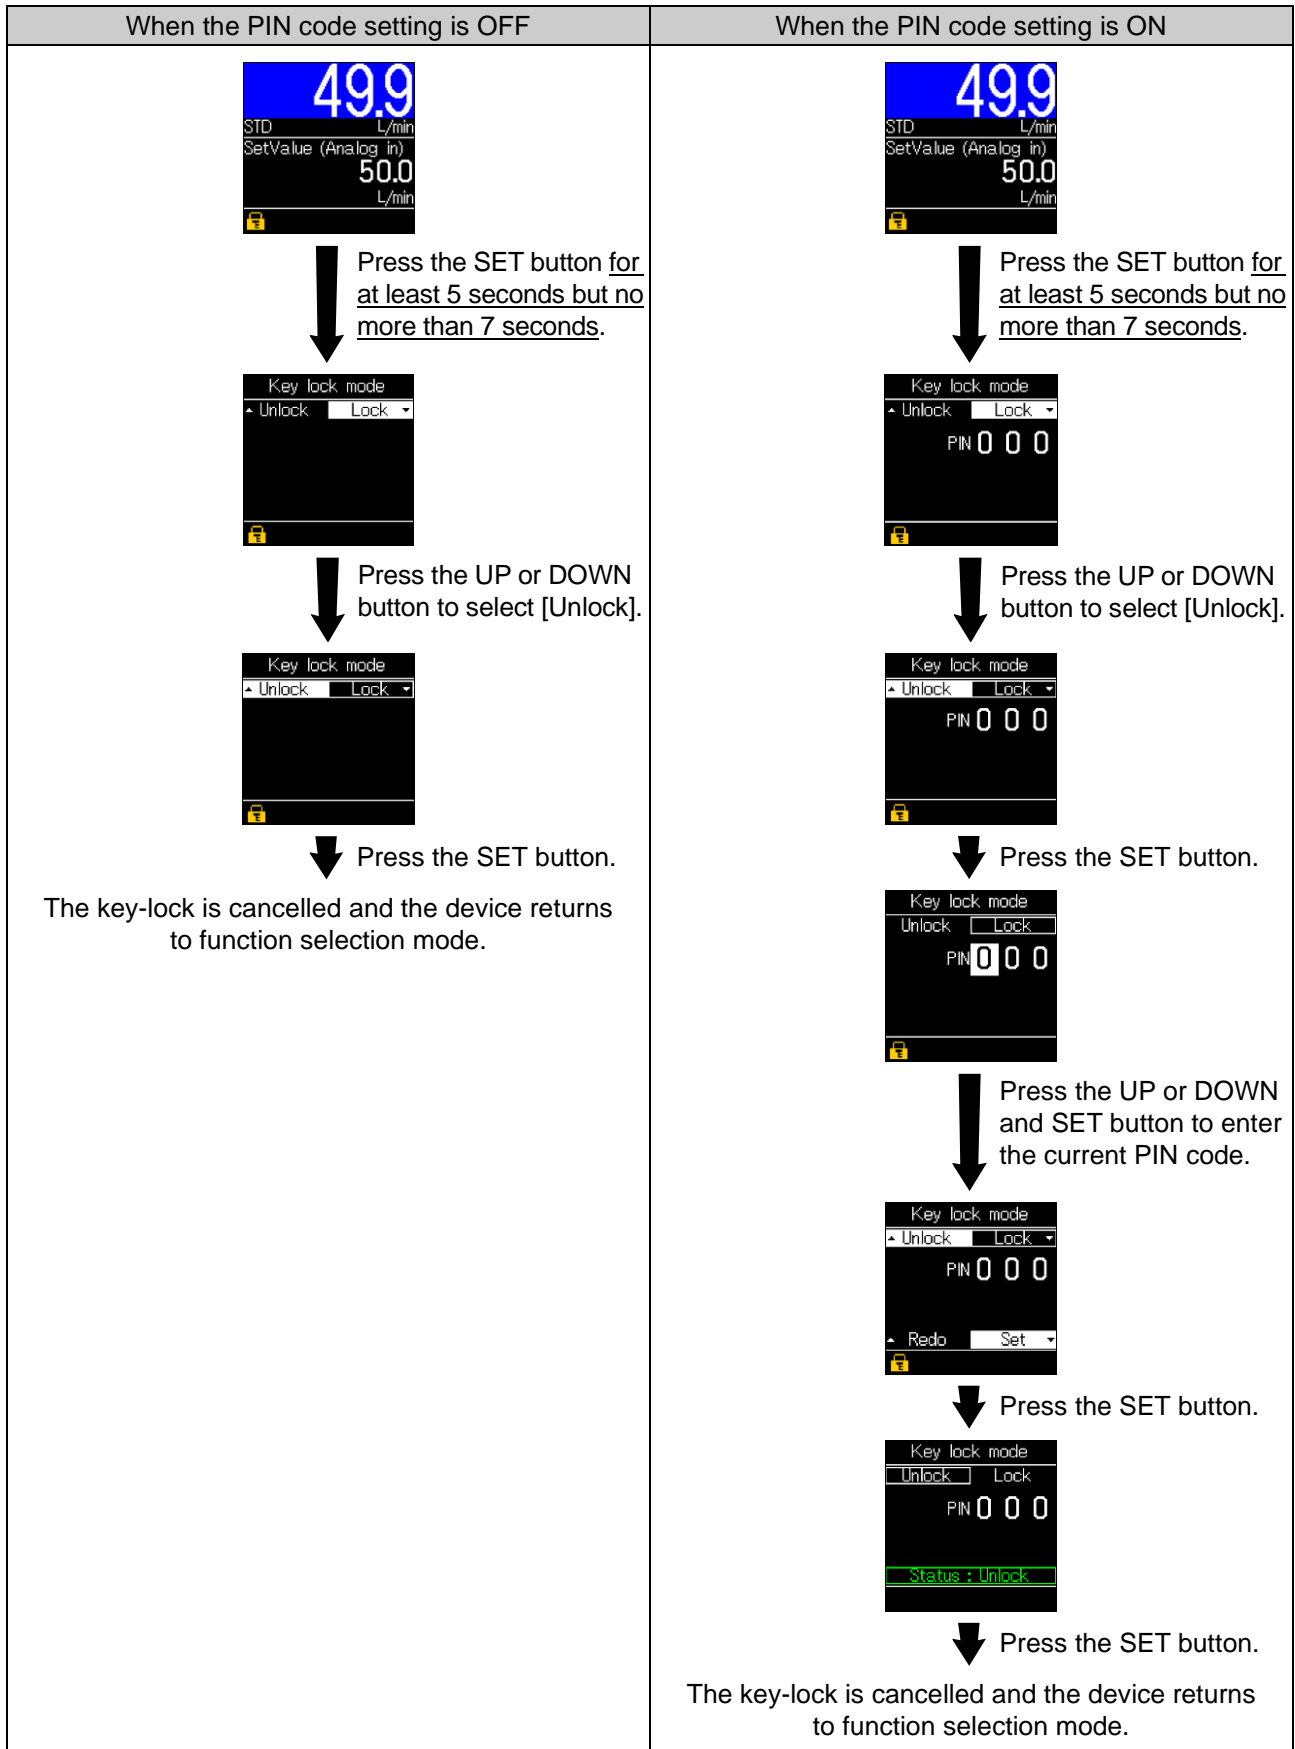 When the PIN code setting is OFF
49.9
STD L/min
SetValue (Analog in)
50.0
L/min
Press the SET button for
at least 5 seconds but no
more than 7 seconds.
Key lock mode
Unlock Lock
Press the UP or DOWN
button to select [Unlock].
Key lock mode
Unlock Lock
Press the SET button.
The key-lock is cancelled and the device returns
to function selection mode.
When the PIN code setting is ON
49.9
STD L/min
SetValue (Analog in)
50.0
L/min
Press the SET button for
at least 5 seconds but no
more than 7 seconds.
Key lock mode
Unlock Lock
PIN 0 0 0
Press the UP or DOWN
button to select [Unlock].
Key lock mode
Unlock Lock
PIN 0 0 0
Press the SET button.
Key lock mode
Unlock Lock
PIN 0 0 0
Press the UP or DOWN
and SET button to enter
the current PIN code.
Key lock mode
Unlock Lock
PIN 0 0 0
Redo Set
Press the SET button.
Key lock mode
Unlock Lock
PIN 0 0 0
Status : Unlock
Press the SET button.
The key-lock is cancelled and the device returns
to function selection mode.